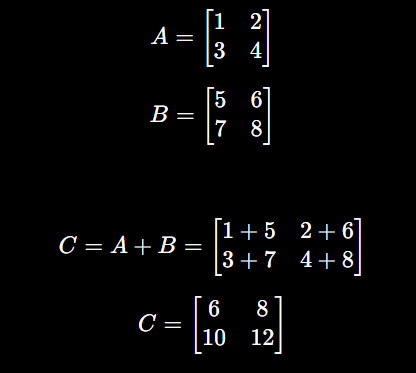 A = [1 2
3 4]
B = [5 6
7 8]
C = A + B = [1 + 5 2 + 6
3 + 7 4 + 8]
C = [6 8
10 12]